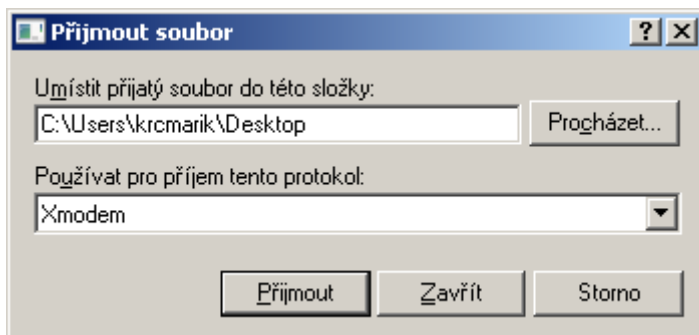 Přijmout soubor
Umístit přijatý soubor do této složky:
C:\Users\krcmarik\Desktop
Procházet...
Používat pro příjem tento protokol:
Xmodem
Přijmout Zavřít Storno